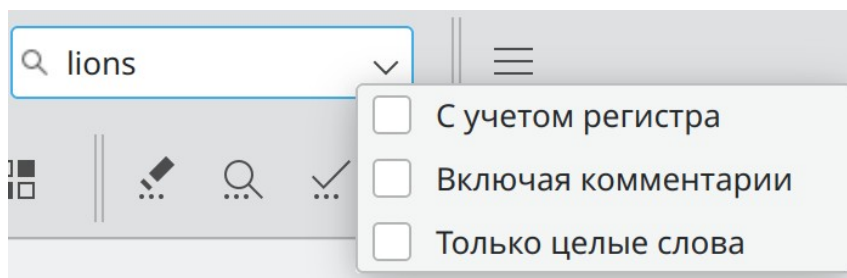 lions
С учетом регистра
Включая комментарии
Только целые слова